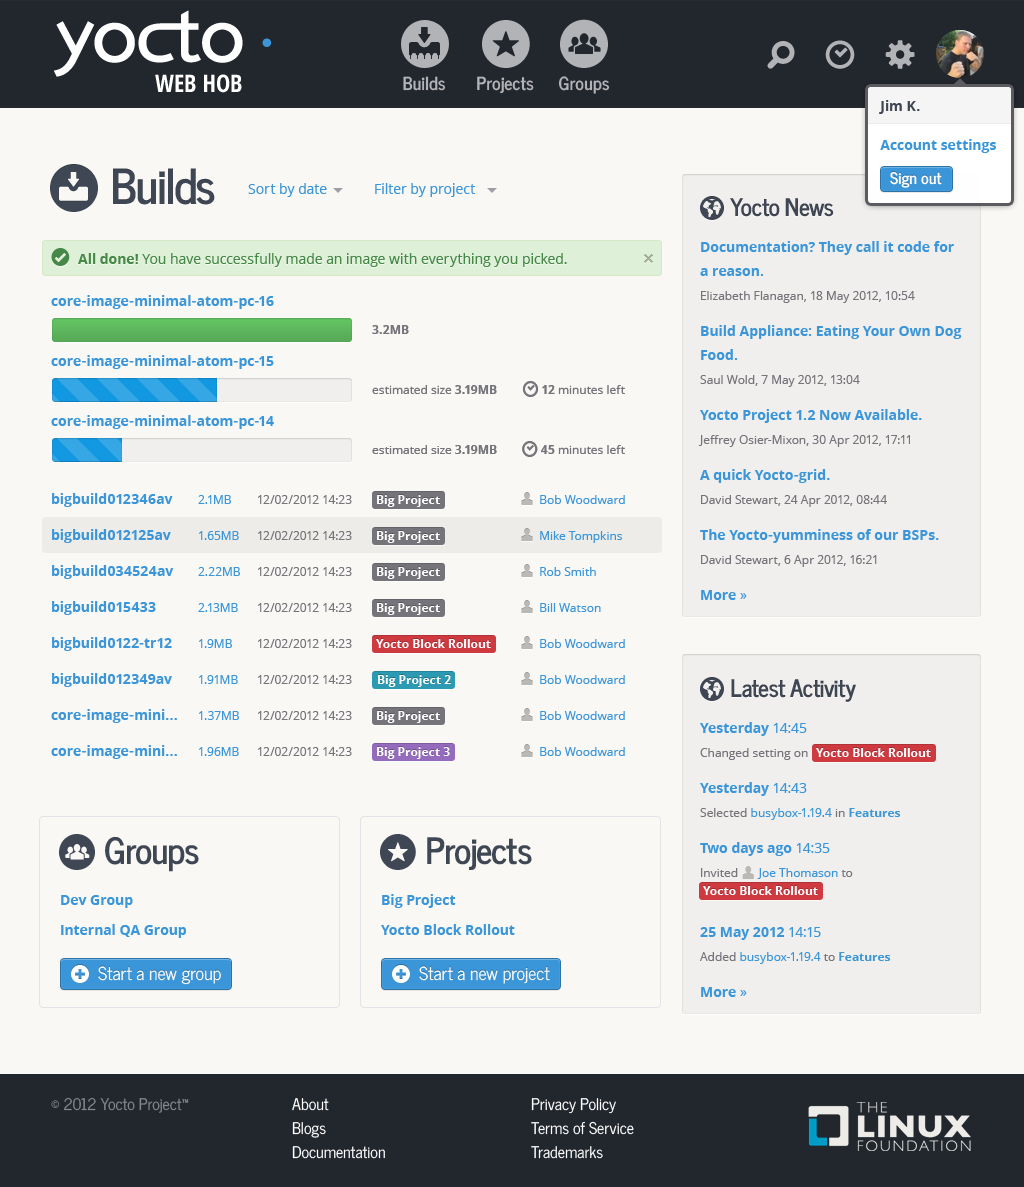 yocto
WEB HOB
Builds
Projects
Groups
Jim K.
Account settings
Sign out
Builds
Sort by date
Filter by project
All done! You have successfully made an image with everything you picked.
×
core-image-minimal-atom-pc-16
3.2MB
core-image-minimal-atom-pc-15
estimated size 3.19MB 12 minutes left
core-image-minimal-atom-pc-14
estimated size 3.19MB 45 minutes left
bigbuild012346av 2.1MB 12/02/2012 14:23 Big Project Bob Woodward
bigbuild012125av 1.65MB 12/02/2012 14:23 Big Project Mike Tompkins
bigbuild034524av 2.22MB 12/02/2012 14:23 Big Project Rob Smith
bigbuild015433 2.13MB 12/02/2012 14:23 Big Project Bill Watson
bigbuild0122-tr12 1.9MB 12/02/2012 14:23 Yocto Block Rollout Bob Woodward
bigbuild012349av 1.91MB 12/02/2012 14:23 Big Project 2 Bob Woodward
core-image-mini... 1.37MB 12/02/2012 14:23 Big Project Bob Woodward
core-image-mini... 1.96MB 12/02/2012 14:23 Big Project 3 Bob Woodward
Groups
Dev Group
Internal QA Group
Start a new group
Projects
Big Project
Yocto Block Rollout
Start a new project
Yocto News
Documentation? They call it code for
a reason.
Elizabeth Flanagan, 18 May 2012, 10:54
Build Appliance: Eating Your Own Dog
Food.
Saul Wold, 7 May 2012, 13:04
Yocto Project 1.2 Now Available.
Jeffrey Osier-Mixon, 30 Apr 2012, 17:11
A quick Yocto-grid.
David Stewart, 24 Apr 2012, 08:44
The Yocto-yumminess of our BSPs.
David Stewart, 6 Apr 2012, 16:21
More »
Latest Activity
Yesterday 14:45
Changed setting on Yocto Block Rollout
Yesterday 14:43
Selected busybox-1.19.4 in Features
Two days ago 14:35
Invited Joe Thomason to
Yocto Block Rollout
25 May 2012 14:15
Added busybox-1.19.4 to Features
More »
© 2012 Yocto Project™
About
Blogs
Documentation
Privacy Policy
Terms of Service
Trademarks
THE
LINUX
FOUNDATION